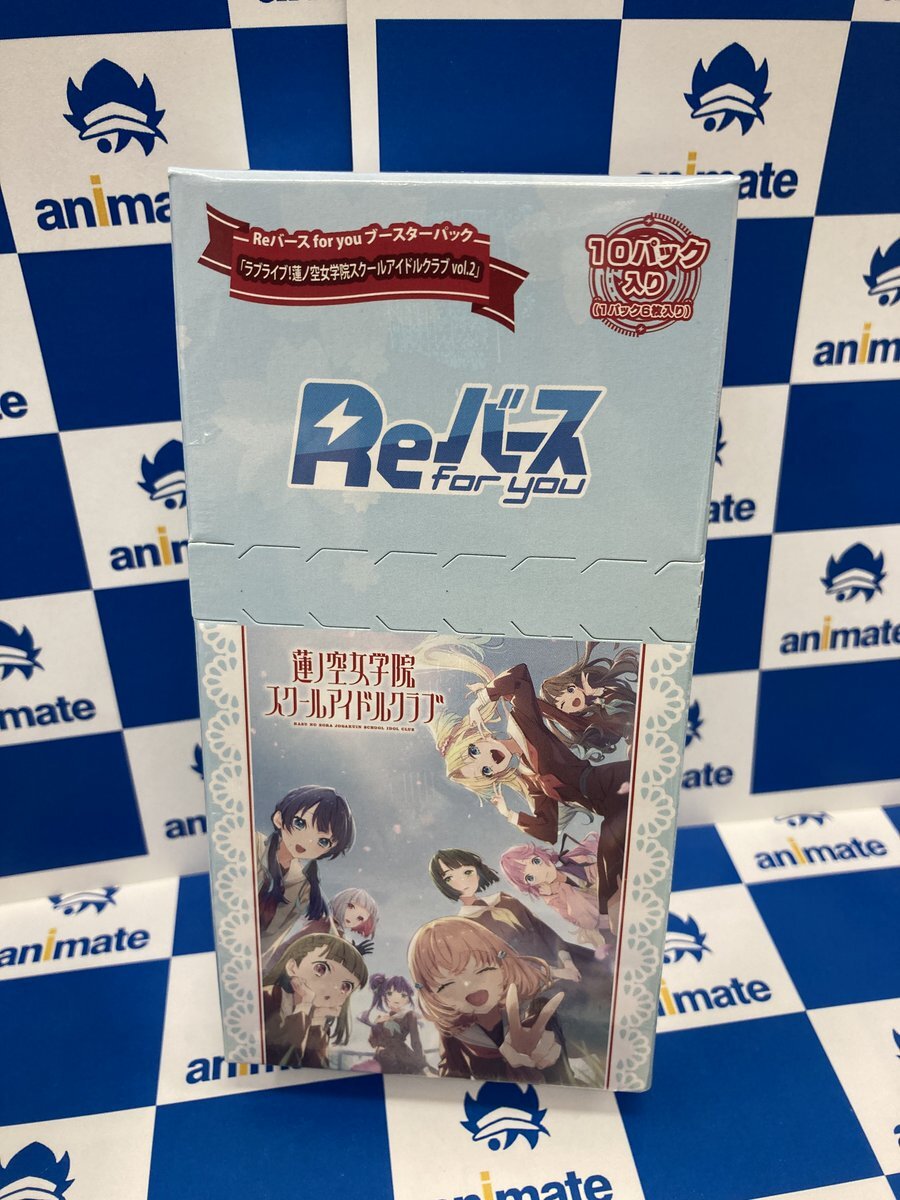 animate
animate
animate
Reバース for you ブースターパック
「ラブライブ!蓮ノ空女学院スクールアイドルクラブ vol.2」
10パック
入り
(1パック6枚入り)
Reバース
for you
蓮ノ空女学院
スクールアイドルクラブ
HASU NO SORA JOGAKUIN SCHOOL IDOL CLUB
animate
animate
animate
animate
animate
animate